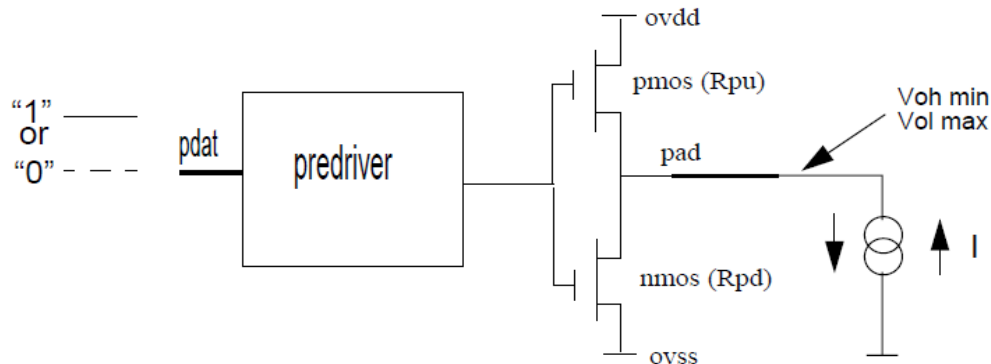 ovdd
pmos (Rpu)
Voh min
Vol max
“1”
or
“0”
pdat
predriver
pad
I
nmos (Rpd)
ovss